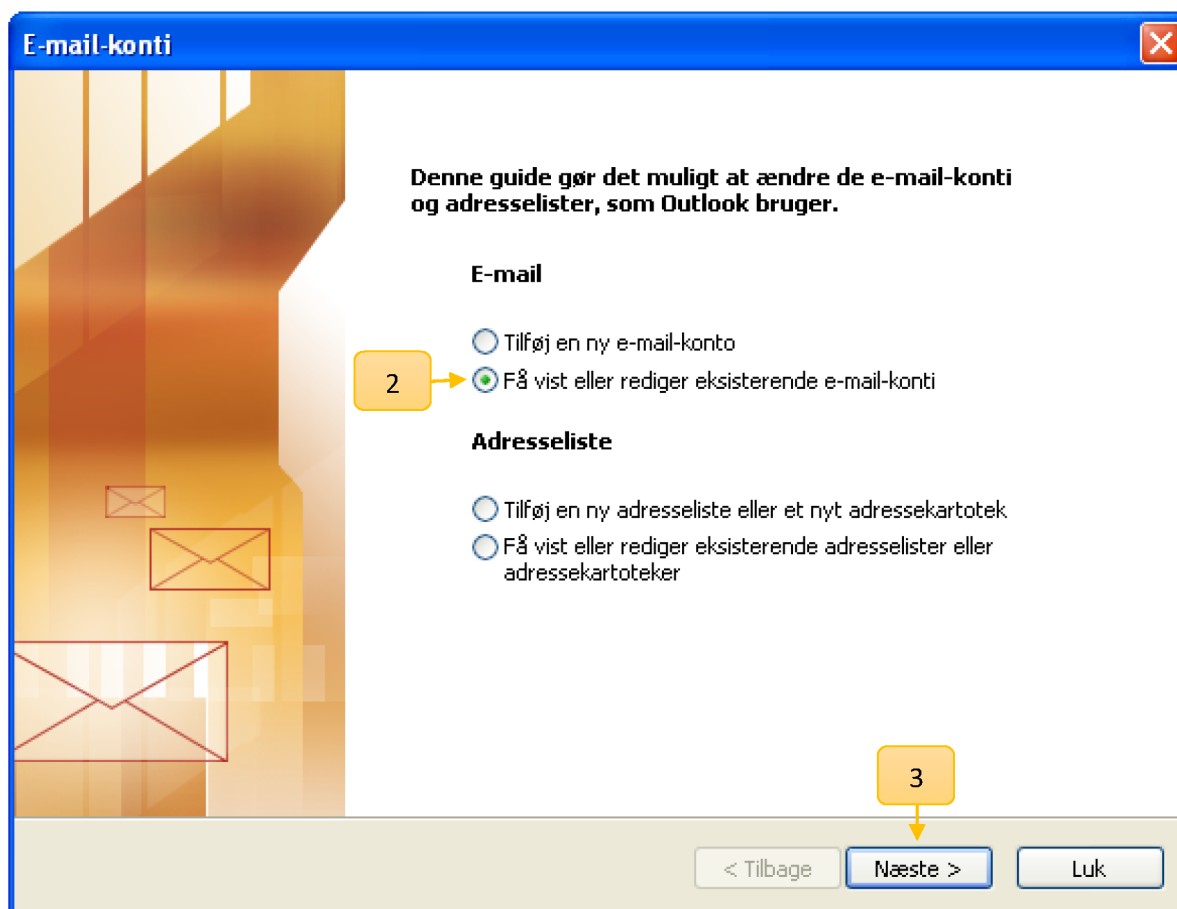 E-mail-konti
Denne guide gør det muligt at ændre de e-mail-konti
og adresselister, som Outlook bruger.
E-mail
Tilføj en ny e-mail-konto
2
Få vist eller rediger eksisterende e-mail-konti
Adresseliste
Tilføj en ny adresseliste eller et nyt adressekartotek
Få vist eller rediger eksisterende adresselister eller
adressekartoteker
3
< Tilbage
Næste >
Luk